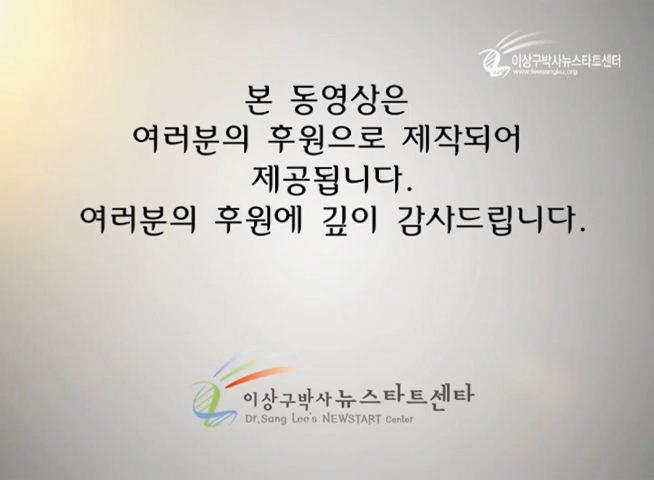 이상구박사뉴스타트센터
www.leesangku.org
본 동영상은
여러분의 후원으로 제작되어
제공됩니다.
여러분의 후원에 깊이 감사드립니다.
이상구박사뉴스타트센타
Dr.Sang Lee's NEWSTART Center